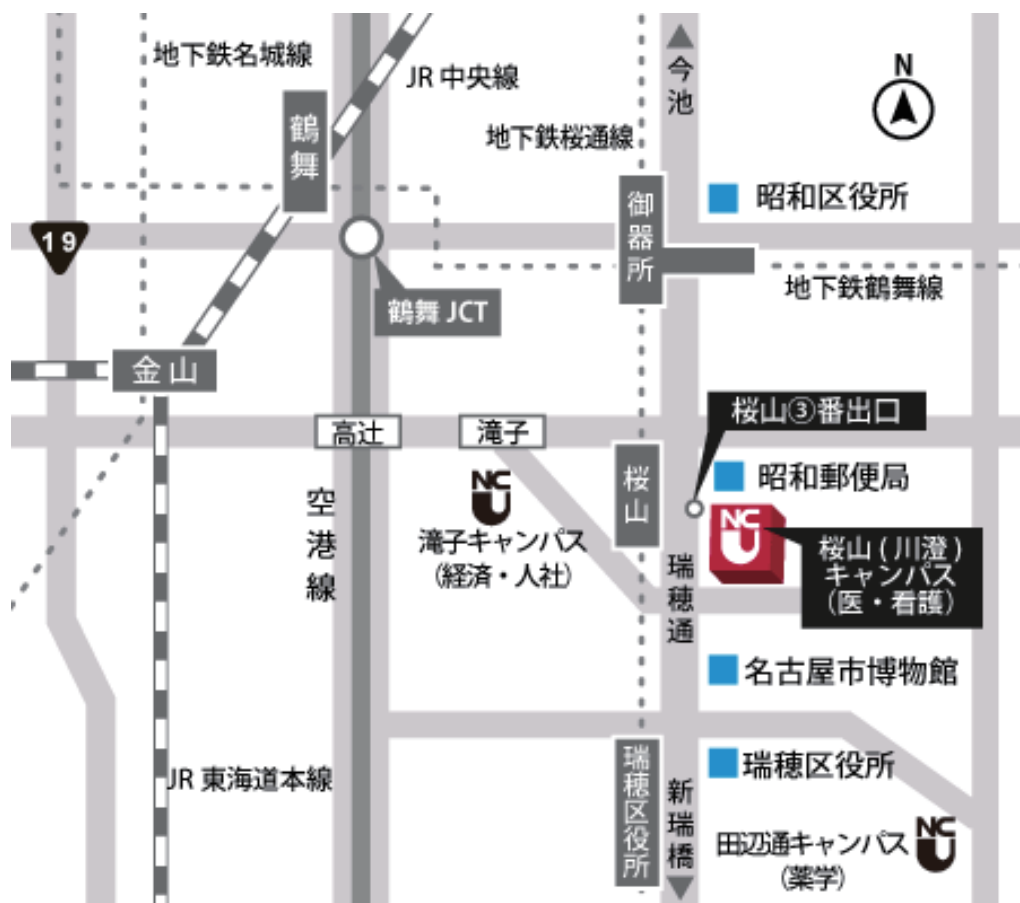 地下鉄名城線
JR 中央線
今池
N
鶴舞
地下鉄桜通線
昭和区役所
御器所
19
地下鉄鶴舞線
鶴舞 JCT
金山
桜山③番出口
高辻
滝子
昭和郵便局
桜山
NCU
NCU
空港線
滝子キャンパス
(経済・人社)
桜山(川澄)
キャンパス
(医・看護)
瑞穂通
名古屋市博物館
瑞穂区役所
瑞穂区役所
JR 東海道本線
新瑞橋
田辺通キャンパス
(薬学)
NCU